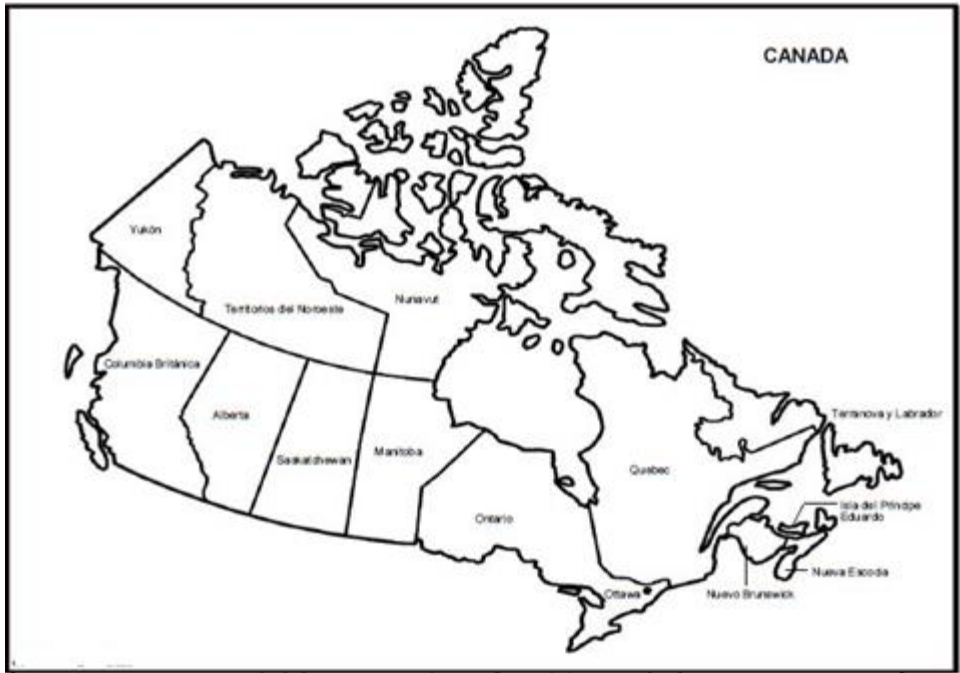 CANADA
Yukón
Territorios del Noroeste
Nunavut
Columbia Británica
Alberta
Saskatchewan
Manitoba
Terranova y Labrador
Quebec
Isla del Príncipe
Eduardo
Ontario
Nueva Escocia
Ottawa
Nuevo Brunswick